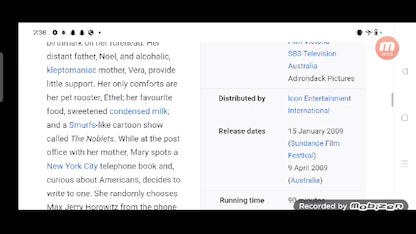 2:36
birthmark on her forehead. Her
distant father, Noel, and alcoholic,
kleptomaniac mother, Vera, provide
little support. Her only comforts are
her pet rooster, Ethel; her favourite
food, sweetened condensed milk;
and a Smurfs-like cartoon show
called The Noblets. While at the post
office with her mother, Mary spots a
New York City telephone book and,
curious about Americans, decides to
write to one. She randomly chooses
Max Jerry Horowitz from the phone
Film Victoria
SBS Television
Australia
Adirondack Pictures
Distributed by Icon Entertainment
International
Release dates 15 January 2009
(Sundance Film
Festival)
9 April 2009
(Australia)
Running time 90 minutes
Recorded by mobizen